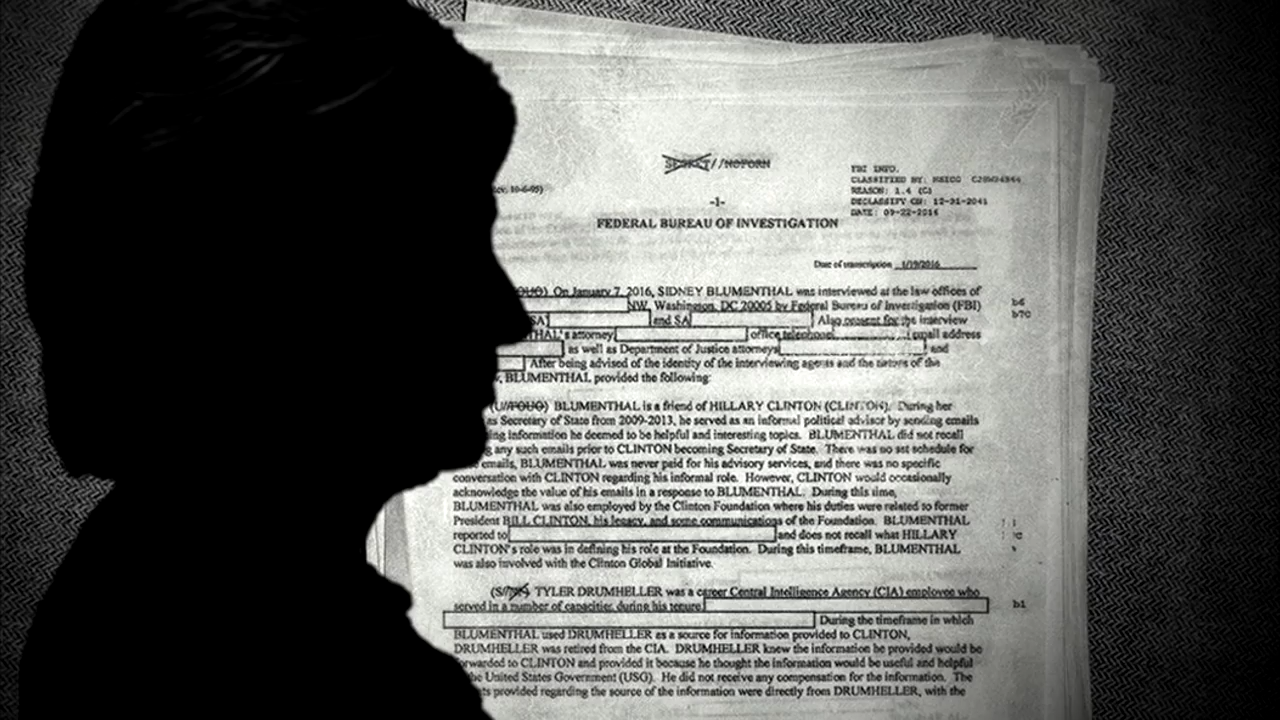 SECRET//NOFORN
FBI INFO.
CLASSIFIED BY: NSICG
REASON: 1.4 (C)
DECLASSIFY ON: 12-31-2041
DATE: 09-22-2016
10-6-95)
-1-
FEDERAL BUREAU OF INVESTIGATION
Date of transcription 1/19/2016
On January 7, 2016, SIDNEY BLUMENTHAL was interviewed at the law offices of
NW, Washington, DC 20005 by Federal Bureau of Investigation (FBI) b6
SA and SA Also present for the interview b7C
THAL's attorney office telephone email address
as well as Department of Justice attorneys and
After being advised of the identity of the interviewing agents and the nature of the
, BLUMENTHAL provided the following:
(U//FOUO) BLUMENTHAL is a friend of HILLARY CLINTON (CLINTON). During her
as Secretary of State from 2009-2013, he served as an informal political advisor by sending emails
ing information he deemed to be helpful and interesting topics. BLUMENTHAL did not recall
g any such emails prior to CLINTON becoming Secretary of State. There was no set schedule for
emails, BLUMENTHAL was never paid for his advisory services, and there was no specific
conversation with CLINTON regarding his informal role. However, CLINTON would occasionally
acknowledge the value of his emails in a response to BLUMENTHAL. During this time,
BLUMENTHAL was also employed by the Clinton Foundation where his duties were related to former
President BILL CLINTON, his legacy, and some communications of the Foundation. BLUMENTHAL
reported to and does not recall what HILLARY
CLINTON's role was in defining his role at the Foundation. During this timeframe, BLUMENTHAL
was also involved with the Clinton Global Initiative.
TYLER DRUMHELLER was a career Central Intelligence Agency (CIA) employee who
served in a number of capacities, during his tenure b1
During the timeframe in which
BLUMENTHAL used DRUMHELLER as a source for information provided to CLINTON,
DRUMHELLER was retired from the CIA. DRUMHELLER knew the information he provided would be
forwarded to CLINTON and provided it because he thought the information would be useful and helpful
the United States Government (USG). He did not receive any compensation for the information. The
ts provided regarding the source of the information were directly from DRUMHELLER, with the